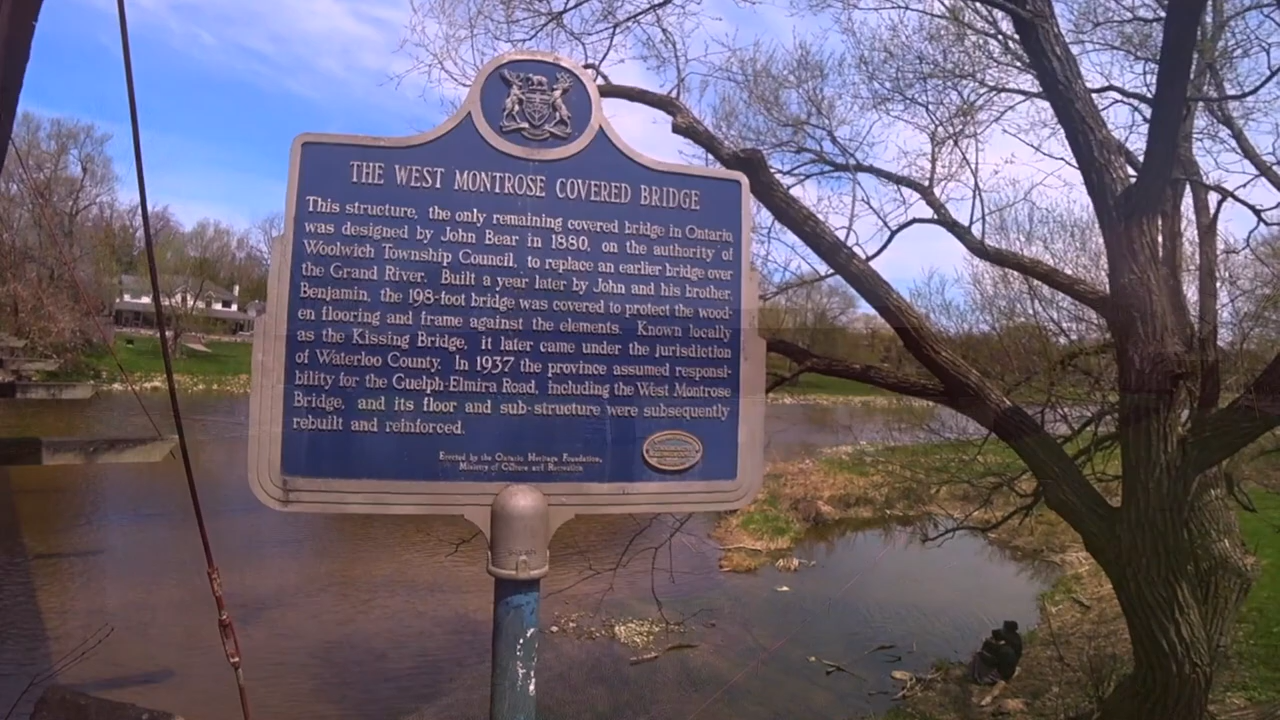 THE WEST MONTROSE COVERED BRIDGE
This structure, the only remaining covered bridge in Ontario,
was designed by John Bear in 1880, on the authority of
Woolwich Township Council, to replace an earlier bridge over
the Grand River. Built a year later by John and his brother,
Benjamin, the 198-foot bridge was covered to protect the wood-
en flooring and frame against the elements. Known locally
as the Kissing Bridge, it later came under the jurisdiction
of Waterloo County. In 1937 the province assumed responsi-
bility for the Guelph-Elmira Road, including the West Montrose
Bridge, and its floor and sub-structure were subsequently
rebuilt and reinforced.
Erected by the Ontario Heritage Foundation,
Ministry of Culture and Recreation